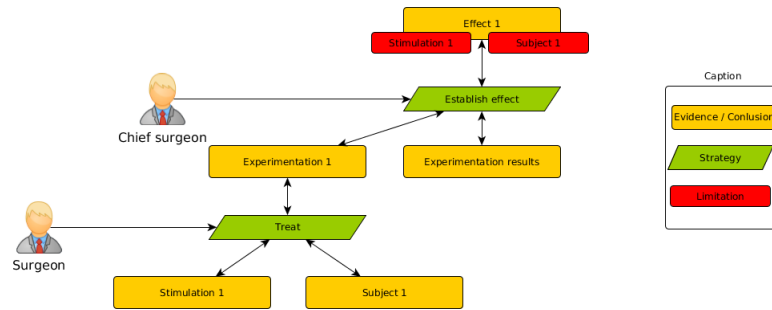 Effect 1
Stimulation 1
Subject 1
Caption
Establish effect
Chief surgeon
Evidence / Conlusion
Experimentation 1
Experimentation results
Strategy
Limitation
Treat
Surgeon
Stimulation 1
Subject 1